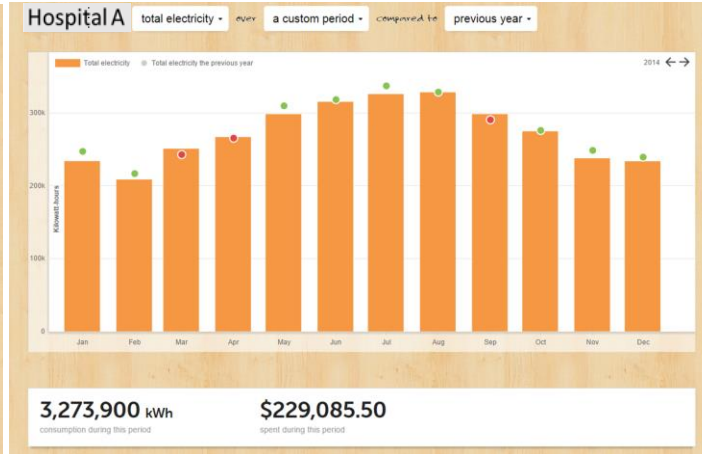 Hospital A total electricity over a custom period compared to previous year
Total electricity Total electricity the previous year 2014
300k
200k
100k
0
Kilowatt-hours
Jan Feb Mar Apr May Jun Jul Aug Sep Oct Nov Dec
3,273,900 kWh $229,085.50
consumption during this period spent during this period